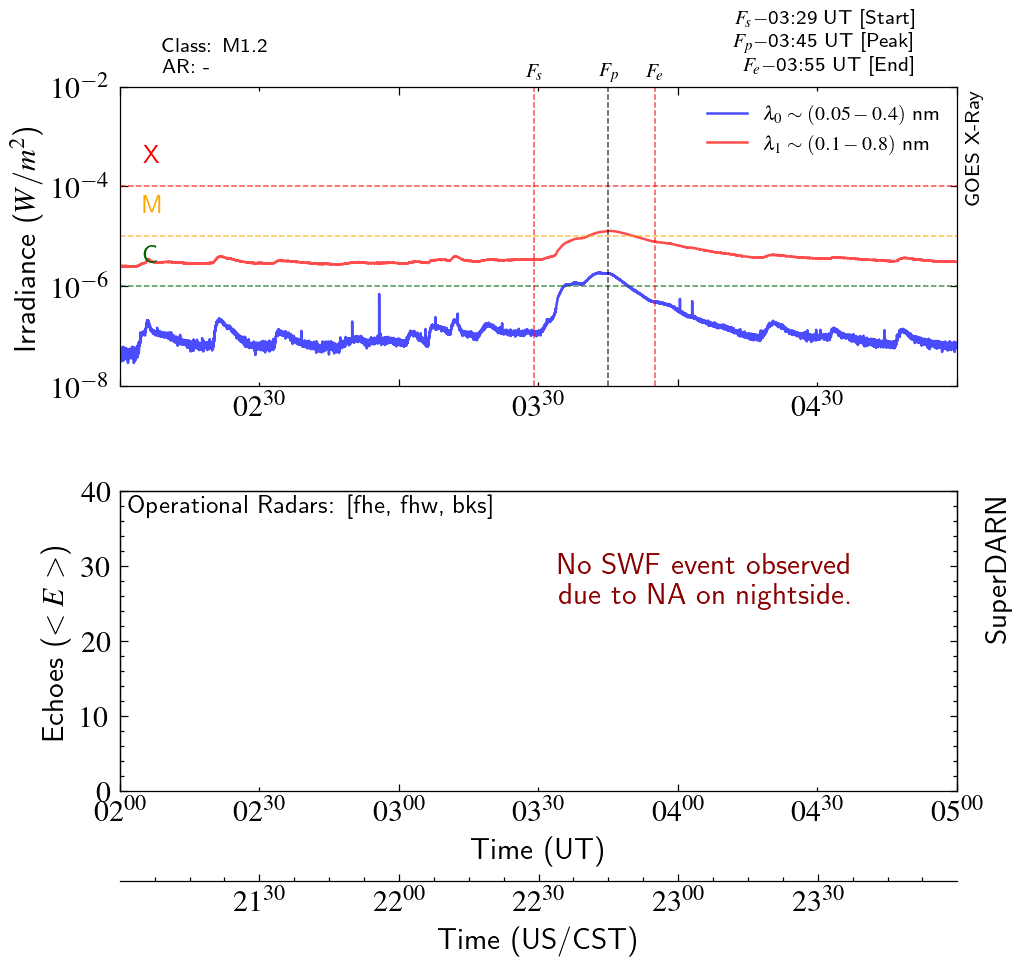 Class: M1.2
AR: -
Fₛ−03:29 UT [Start]
Fₚ−03:45 UT [Peak]
Fₑ−03:55 UT [End]
Fₛ Fₚ Fₑ
Irradiance (W/m²)
10⁻²
10⁻⁴
10⁻⁶
10⁻⁸
X
M
C
λ₀ ∼ (0.05 − 0.4) nm
λ₁ ∼ (0.1 − 0.8) nm
GOES X-Ray
02³⁰ 03³⁰ 04³⁰
Echoes (< E >)
40
30
20
10
0
Operational Radars: [fhe, fhw, bks]
No SWF event observed
due to NA on nightside.
SuperDARN
02⁰⁰ 02³⁰ 03⁰⁰ 03³⁰ 04⁰⁰ 04³⁰ 05⁰⁰
Time (UT)
21³⁰ 22⁰⁰ 22³⁰ 23⁰⁰ 23³⁰
Time (US/CST)